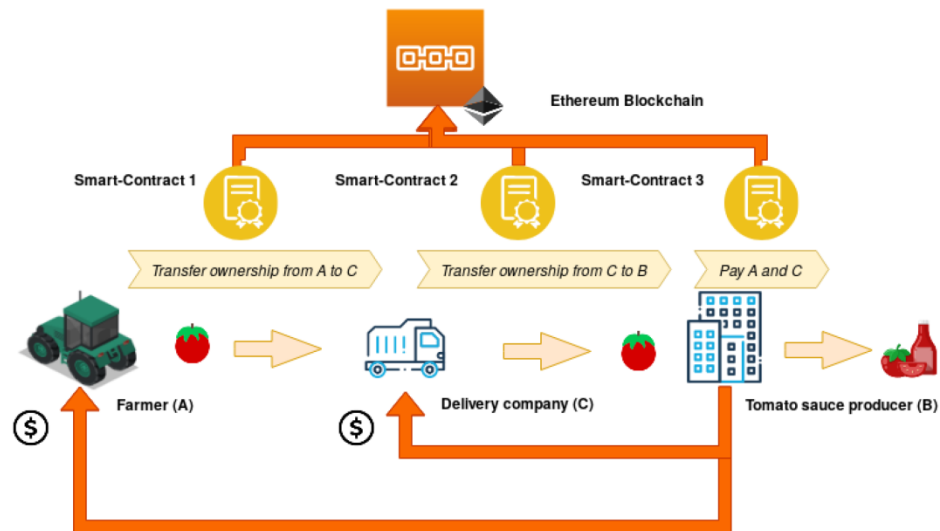 Ethereum Blockchain
Smart-Contract 1
Smart-Contract 2
Smart-Contract 3
Transfer ownership from A to C
Transfer ownership from C to B
Pay A and C
Farmer (A)
Delivery company (C)
Tomato sauce producer (B)
$
$